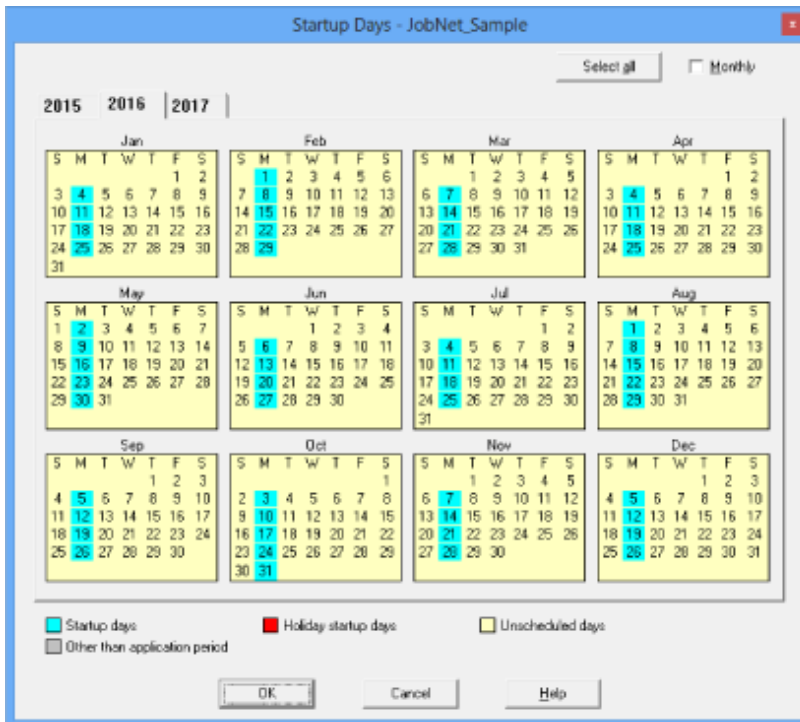 Startup Days - JobNet_Sample
x
Select all Monthly
2015 2016 2017
Jan Feb Mar Apr
S M T W T F S S M T W T F S S M T W T F S S M T W T F S
1 2 1 2 3 4 5 6 1 2 3 4 5 1 2
3 4 5 6 7 8 9 7 8 9 10 11 12 13 6 7 8 9 10 11 12 3 4 5 6 7 8 9
10 11 12 13 14 15 16 14 15 16 17 18 19 20 13 14 15 16 17 18 19 10 11 12 13 14 15 16
17 18 19 20 21 22 23 21 22 23 24 25 26 27 20 21 22 23 24 25 26 17 18 19 20 21 22 23
24 25 26 27 28 29 30 28 29 27 28 29 30 31 24 25 26 27 28 29 30
31
May Jun Jul Aug
S M T W T F S S M T W T F S S M T W T F S S M T W T F S
1 2 3 4 5 6 7 1 2 3 4 1 2 1 2 3 4 5 6
8 9 10 11 12 13 14 5 6 7 8 9 10 11 3 4 5 6 7 8 9 7 8 9 10 11 12 13
15 16 17 18 19 20 21 12 13 14 15 16 17 18 10 11 12 13 14 15 16 14 15 16 17 18 19 20
22 23 24 25 26 27 28 19 20 21 22 23 24 25 17 18 19 20 21 22 23 21 22 23 24 25 26 27
29 30 31 26 27 28 29 30 24 25 26 27 28 29 30 28 29 30 31
31
Sep Oct Nov Dec
S M T W T F S S M T W T F S S M T W T F S S M T W T F S
1 2 3 1 1 2 3 4 5 1 2 3
4 5 6 7 8 9 10 2 3 4 5 6 7 8 6 7 8 9 10 11 12 4 5 6 7 8 9 10
11 12 13 14 15 16 17 9 10 11 12 13 14 15 13 14 15 16 17 18 19 11 12 13 14 15 16 17
18 19 20 21 22 23 24 16 17 18 19 20 21 22 20 21 22 23 24 25 26 18 19 20 21 22 23 24
25 26 27 28 29 30 23 24 25 26 27 28 29 27 28 29 30 25 26 27 28 29 30 31
30 31
Startup days Holiday startup days Unscheduled days
Other than application period
OK Cancel Help